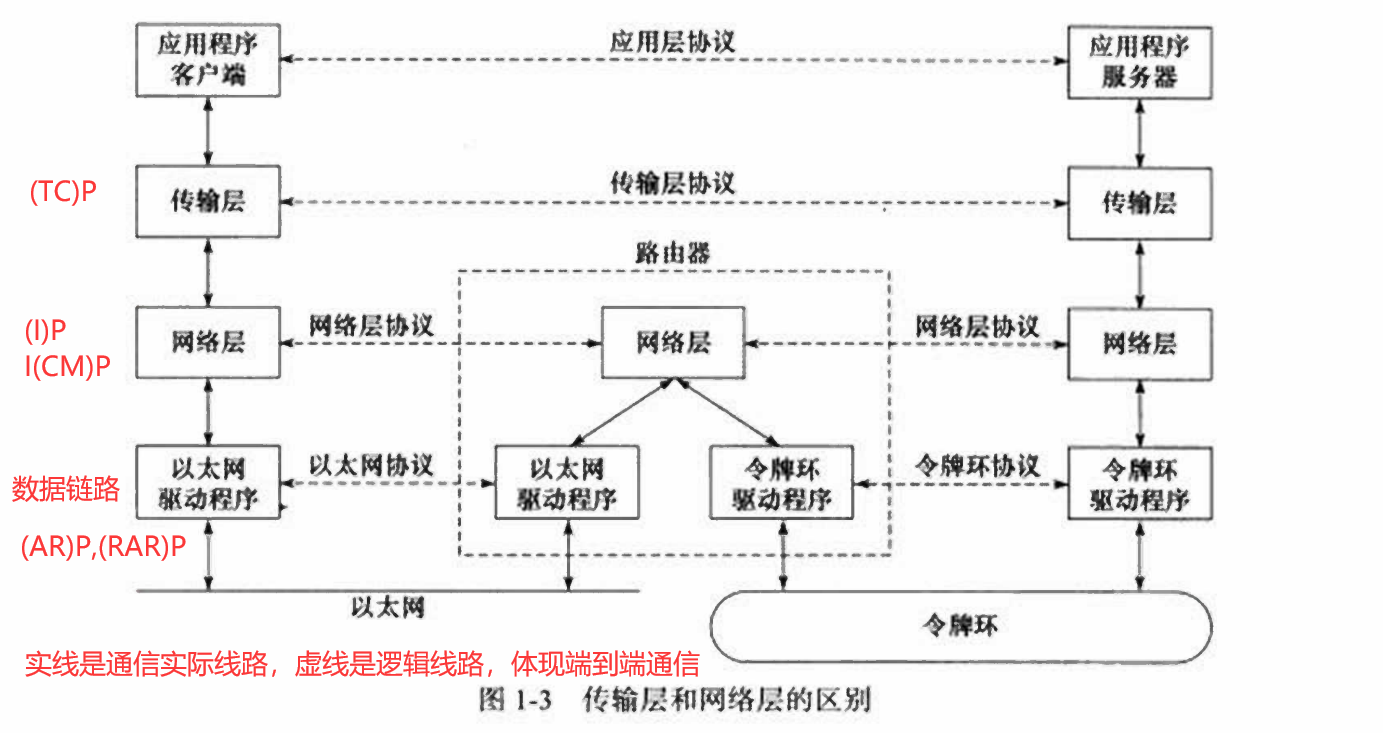 应用程序
客户端
应用层协议
应用程序
服务器
(TC)P
传输层
传输层协议
传输层
路由器
(I)P
I(CM)P
网络层
网络层协议
网络层
网络层协议
网络层
数据链路
(AR)P,(RAR)P
以太网
驱动程序
以太网协议
以太网
驱动程序
令牌环
驱动程序
令牌环协议
令牌环
驱动程序
以太网
令牌环
实线是通信实际线路，虚线是逻辑线路，体现端到端通信
图 1-3 传输层和网络层的区别